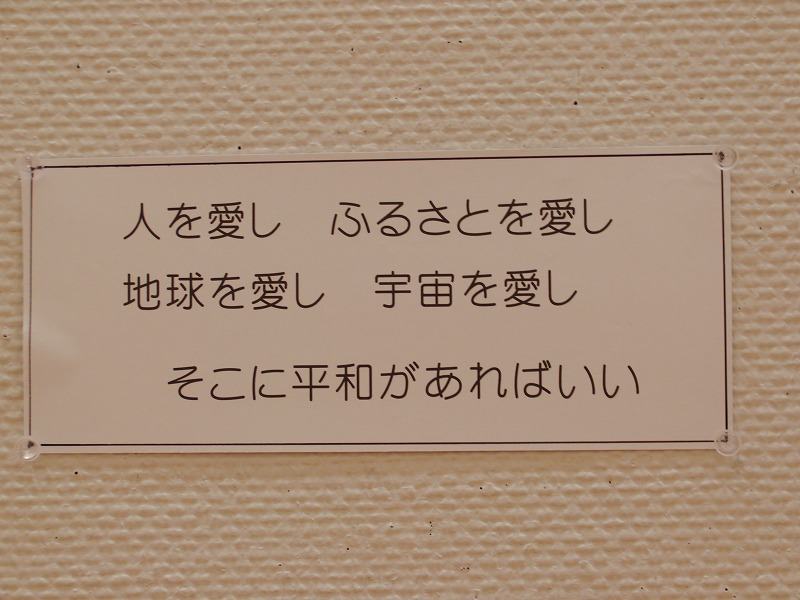 人を愛し　ふるさとを愛し
地球を愛し　宇宙を愛し
そこに平和があればいい